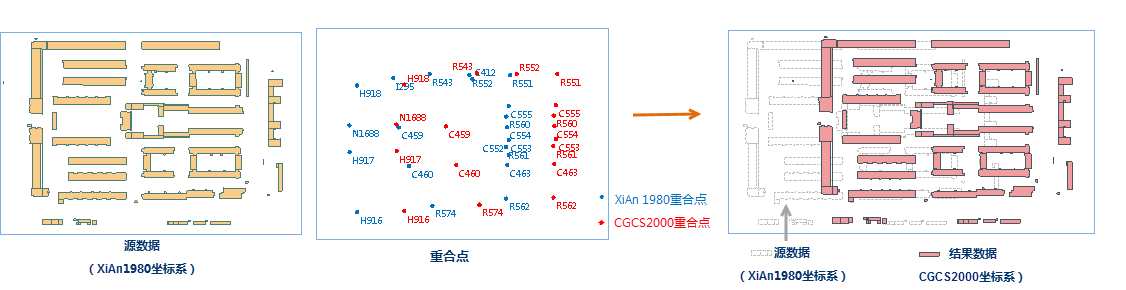 源数据
（XiAn1980坐标系）
R543
C412
R552
H918
I295
R543
R552
R551
R551
H918
N1688
C555
C555
R560
R560
N1688
C459
C459
C554
C554
C552
C553
C553
H917
H917
R561
R561
C460
C460
C463
C463
H916
H916
R574
R574
R562
R562
XiAn 1980重合点
CGCS2000重合点
重合点
源数据
（XiAn1980坐标系）
结果数据
CGCS2000坐标系）